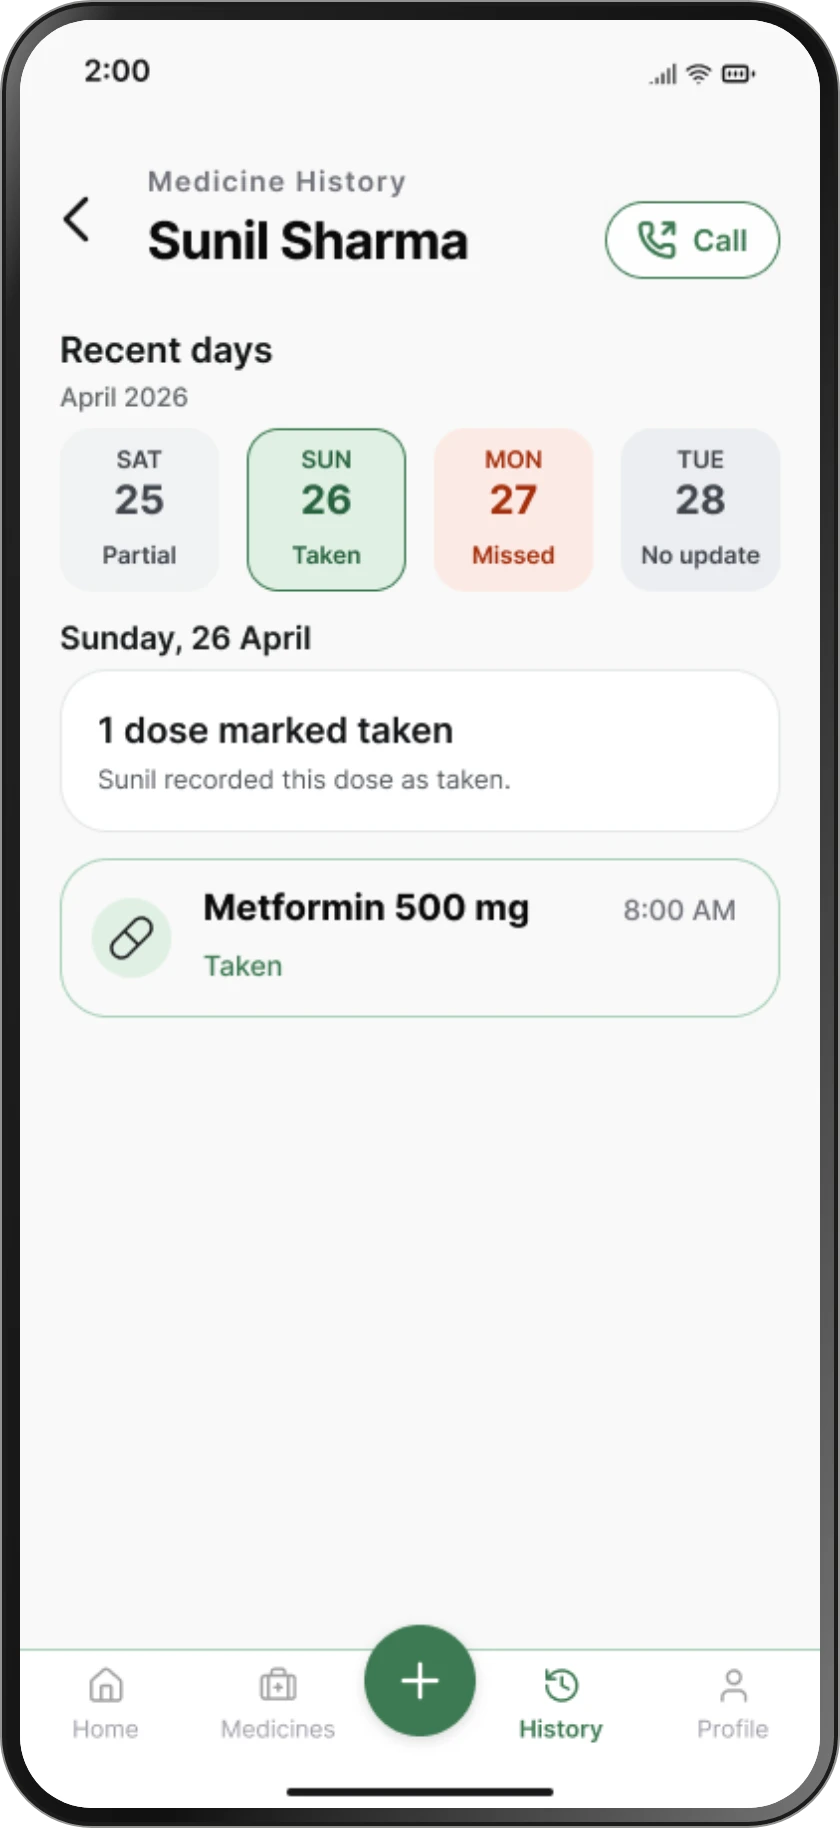 2:00
Medicine History
Sunil Sharma
Call
Recent days
April 2026
SAT
25
Partial
SUN
26
Taken
MON
27
Missed
TUE
28
No update
Sunday, 26 April
1 dose marked taken
Sunil recorded this dose as taken.
Metformin 500 mg
8:00 AM
Taken
Home
Medicines
History
Profile